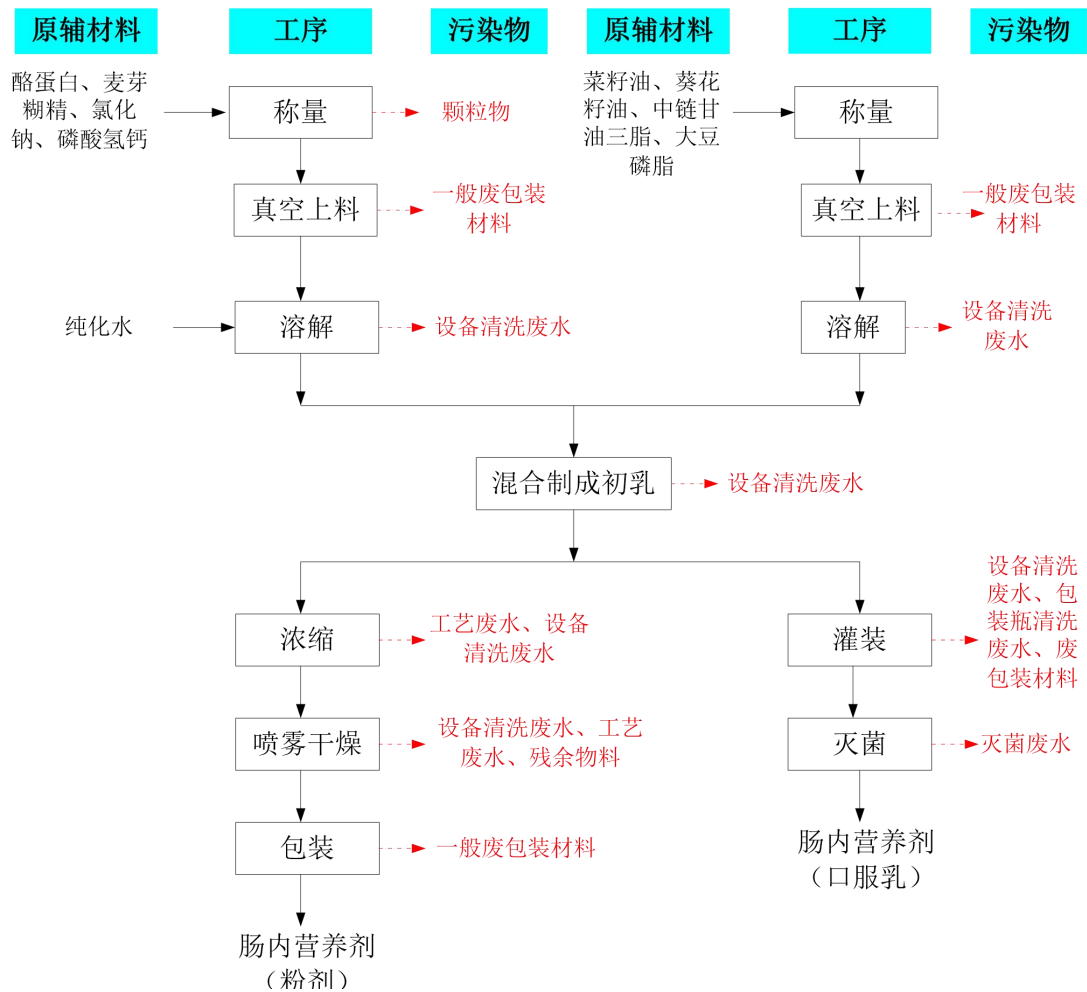 原辅材料
工序
污染物
原辅材料
工序
污染物
酪蛋白、麦芽
糊精、氯化
钠、磷酸氢钙
称量
颗粒物
菜籽油、葵花
籽油、中链甘
油三脂、大豆
磷脂
称量
真空上料
一般废包装
材料
真空上料
一般废包装
材料
纯化水
溶解
设备清洗废水
溶解
设备清洗
废水
混合制成初乳
设备清洗废水
浓缩
工艺废水、设备
清洗废水
灌装
设备清洗
废水、包
装瓶清洗
废水、废
包装材料
喷雾干燥
设备清洗废水、工艺
废水、残余物料
灭菌
灭菌废水
包装
一般废包装材料
肠内营养剂
（口服乳）
肠内营养剂
（粉剂）